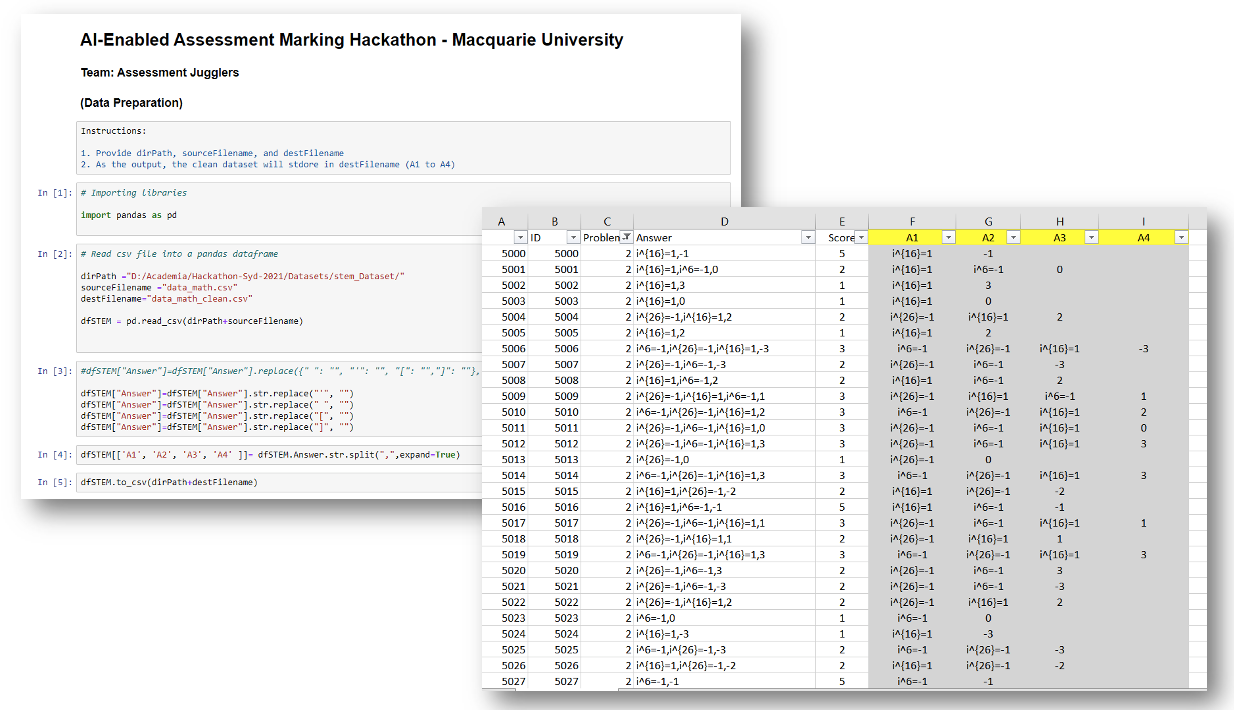 AI-Enabled Assessment Marking Hackathon - Macquarie University
Team: Assessment Jugglers
(Data Preparation)
Instructions:
1. Provide dirPath, sourceFilename, and destFilename
2. As the output, the clean dataset will stdore in destFilename (A1 to A4)
In [1]: # Importing libraries
import pandas as pd
In [2]: # Read csv file into a pandas dataframe
dirPath ="D:/Academia/Hackathon-Syd-2021/Datasets/stem_Dataset/"
sourceFilename ="data_math.csv"
destFilename="data_math_clean.csv"
dfSTEM = pd.read_csv(dirPath+sourceFilename)
In [3]: #dfSTEM["Answer"]=dfSTEM["Answer"].replace({" ": "", "'": "", "[": "","]": ""},
dfSTEM["Answer"]=dfSTEM["Answer"].str.replace("'", "")
dfSTEM["Answer"]=dfSTEM["Answer"].str.replace(" ", "")
dfSTEM["Answer"]=dfSTEM["Answer"].str.replace("[", "")
dfSTEM["Answer"]=dfSTEM["Answer"].str.replace("]", "")
In [4]: dfSTEM[['A1', 'A2', 'A3', 'A4' ]]= dfSTEM.Answer.str.split(",",expand=True)
In [5]: dfSTEM.to_csv(dirPath+destFilename)
A B C D E F G H I
ID Problem Answer Score A1 A2 A3 A4
5000 5000 2 i^{16}=1,-1 5 i^{16}=1 -1
5001 5001 2 i^{16}=1,i^6=-1,0 2 i^{16}=1 i^6=-1 0
5002 5002 2 i^{16}=1,3 1 i^{16}=1 3
5003 5003 2 i^{16}=1,0 1 i^{16}=1 0
5004 5004 2 i^{26}=-1,i^{16}=1,2 2 i^{26}=-1 i^{16}=1 2
5005 5005 2 i^{16}=1,2 1 i^{16}=1 2
5006 5006 2 i^6=-1,i^{26}=-1,i^{16}=1,-3 3 i^6=-1 i^{26}=-1 i^{16}=1 -3
5007 5007 2 i^{26}=-1,i^6=-1,-3 2 i^{26}=-1 i^6=-1 -3
5008 5008 2 i^{16}=1,i^6=-1,2 2 i^{16}=1 i^6=-1 2
5009 5009 2 i^{26}=-1,i^{16}=1,i^6=-1,1 3 i^{26}=-1 i^{16}=1 i^6=-1 1
5010 5010 2 i^6=-1,i^{26}=-1,i^{16}=1,2 3 i^6=-1 i^{26}=-1 i^{16}=1 2
5011 5011 2 i^{26}=-1,i^6=-1,i^{16}=1,0 3 i^{26}=-1 i^6=-1 i^{16}=1 0
5012 5012 2 i^{26}=-1,i^6=-1,i^{16}=1,3 3 i^{26}=-1 i^6=-1 i^{16}=1 3
5013 5013 2 i^{26}=-1,0 1 i^{26}=-1 0
5014 5014 2 i^6=-1,i^{26}=-1,i^{16}=1,3 3 i^6=-1 i^{26}=-1 i^{16}=1 3
5015 5015 2 i^{16}=1,i^{26}=-1,-2 2 i^{16}=1 i^{26}=-1 -2
5016 5016 2 i^{16}=1,i^6=-1,-1 5 i^{16}=1 i^6=-1 -1
5017 5017 2 i^{26}=-1,i^6=-1,i^{16}=1,1 3 i^{26}=-1 i^6=-1 i^{16}=1 1
5018 5018 2 i^{26}=-1,i^{16}=1,1 2 i^{26}=-1 i^{16}=1 1
5019 5019 2 i^6=-1,i^{26}=-1,i^{16}=1,3 3 i^6=-1 i^{26}=-1 i^{16}=1 3
5020 5020 2 i^{26}=-1,i^6=-1,3 2 i^{26}=-1 i^6=-1 3
5021 5021 2 i^{26}=-1,i^6=-1,-3 2 i^{26}=-1 i^6=-1 -3
5022 5022 2 i^{26}=-1,i^{16}=1,2 2 i^{26}=-1 i^{16}=1 2
5023 5023 2 i^6=-1,0 1 i^6=-1 0
5024 5024 2 i^{16}=1,-3 1 i^{16}=1 -3
5025 5025 2 i^6=-1,i^{26}=-1,-3 2 i^6=-1 i^{26}=-1 -3
5026 5026 2 i^{16}=1,i^{26}=-1,-2 2 i^{16}=1 i^{26}=-1 -2
5027 5027 2 i^6=-1,-1 5 i^6=-1 -1